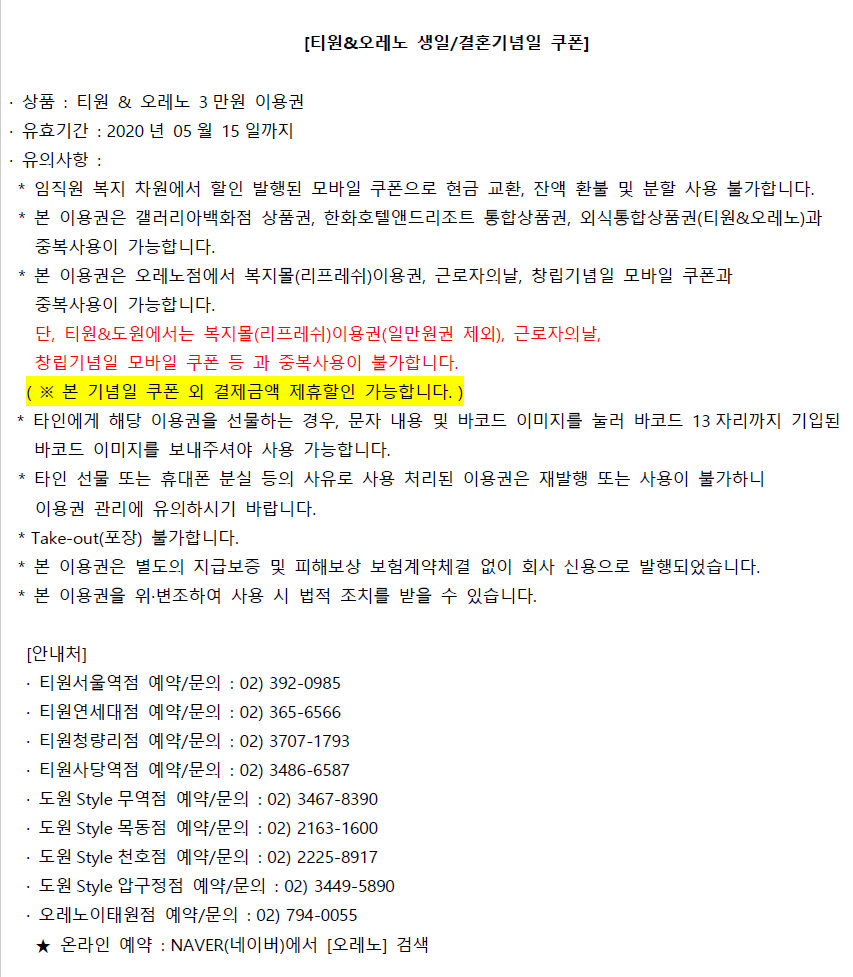 [티원&오레노 생일/결혼기념일 쿠폰]
· 상품 : 티원 & 오레노 3만원 이용권
· 유효기간 : 2020년 05월 15일까지
· 유의사항 :
* 임직원 복지 차원에서 할인 발행된 모바일 쿠폰으로 현금 교환, 잔액 환불 및 분할 사용 불가합니다.
* 본 이용권은 갤러리아백화점 상품권, 한화호텔앤드리조트 통합상품권, 외식통합상품권(티원&오레노)과
중복사용이 가능합니다.
* 본 이용권은 오레노점에서 복지몰(리프레쉬)이용권, 근로자의날, 창립기념일 모바일 쿠폰과
중복사용이 가능합니다.
단, 티원&도원에서는 복지몰(리프레쉬)이용권(일만원권 제외), 근로자의날,
창립기념일 모바일 쿠폰 등 과 중복사용이 불가합니다.
( ※ 본 기념일 쿠폰 외 결제금액 제휴할인 가능합니다. )
* 타인에게 해당 이용권을 선물하는 경우, 문자 내용 및 바코드 이미지를 눌러 바코드 13자리까지 기입된
바코드 이미지를 보내주셔야 사용 가능합니다.
* 타인 선물 또는 휴대폰 분실 등의 사유로 사용 처리된 이용권은 재발행 또는 사용이 불가하니
이용권 관리에 유의하시기 바랍니다.
* Take-out(포장) 불가합니다.
* 본 이용권은 별도의 지급보증 및 피해보상 보험계약체결 없이 회사 신용으로 발행되었습니다.
* 본 이용권을 위·변조하여 사용 시 법적 조치를 받을 수 있습니다.
[안내처]
· 티원서울역점 예약/문의 : 02) 392-0985
· 티원연세대점 예약/문의 : 02) 365-6566
· 티원청량리점 예약/문의 : 02) 3707-1793
· 티원사당역점 예약/문의 : 02) 3486-6587
· 도원 Style 무역점 예약/문의 : 02) 3467-8390
· 도원 Style 목동점 예약/문의 : 02) 2163-1600
· 도원 Style 천호점 예약/문의 : 02) 2225-8917
· 도원 Style 압구정점 예약/문의 : 02) 3449-5890
· 오레노이태원점 예약/문의 : 02) 794-0055
★ 온라인 예약 : NAVER(네이버)에서 [오레노] 검색